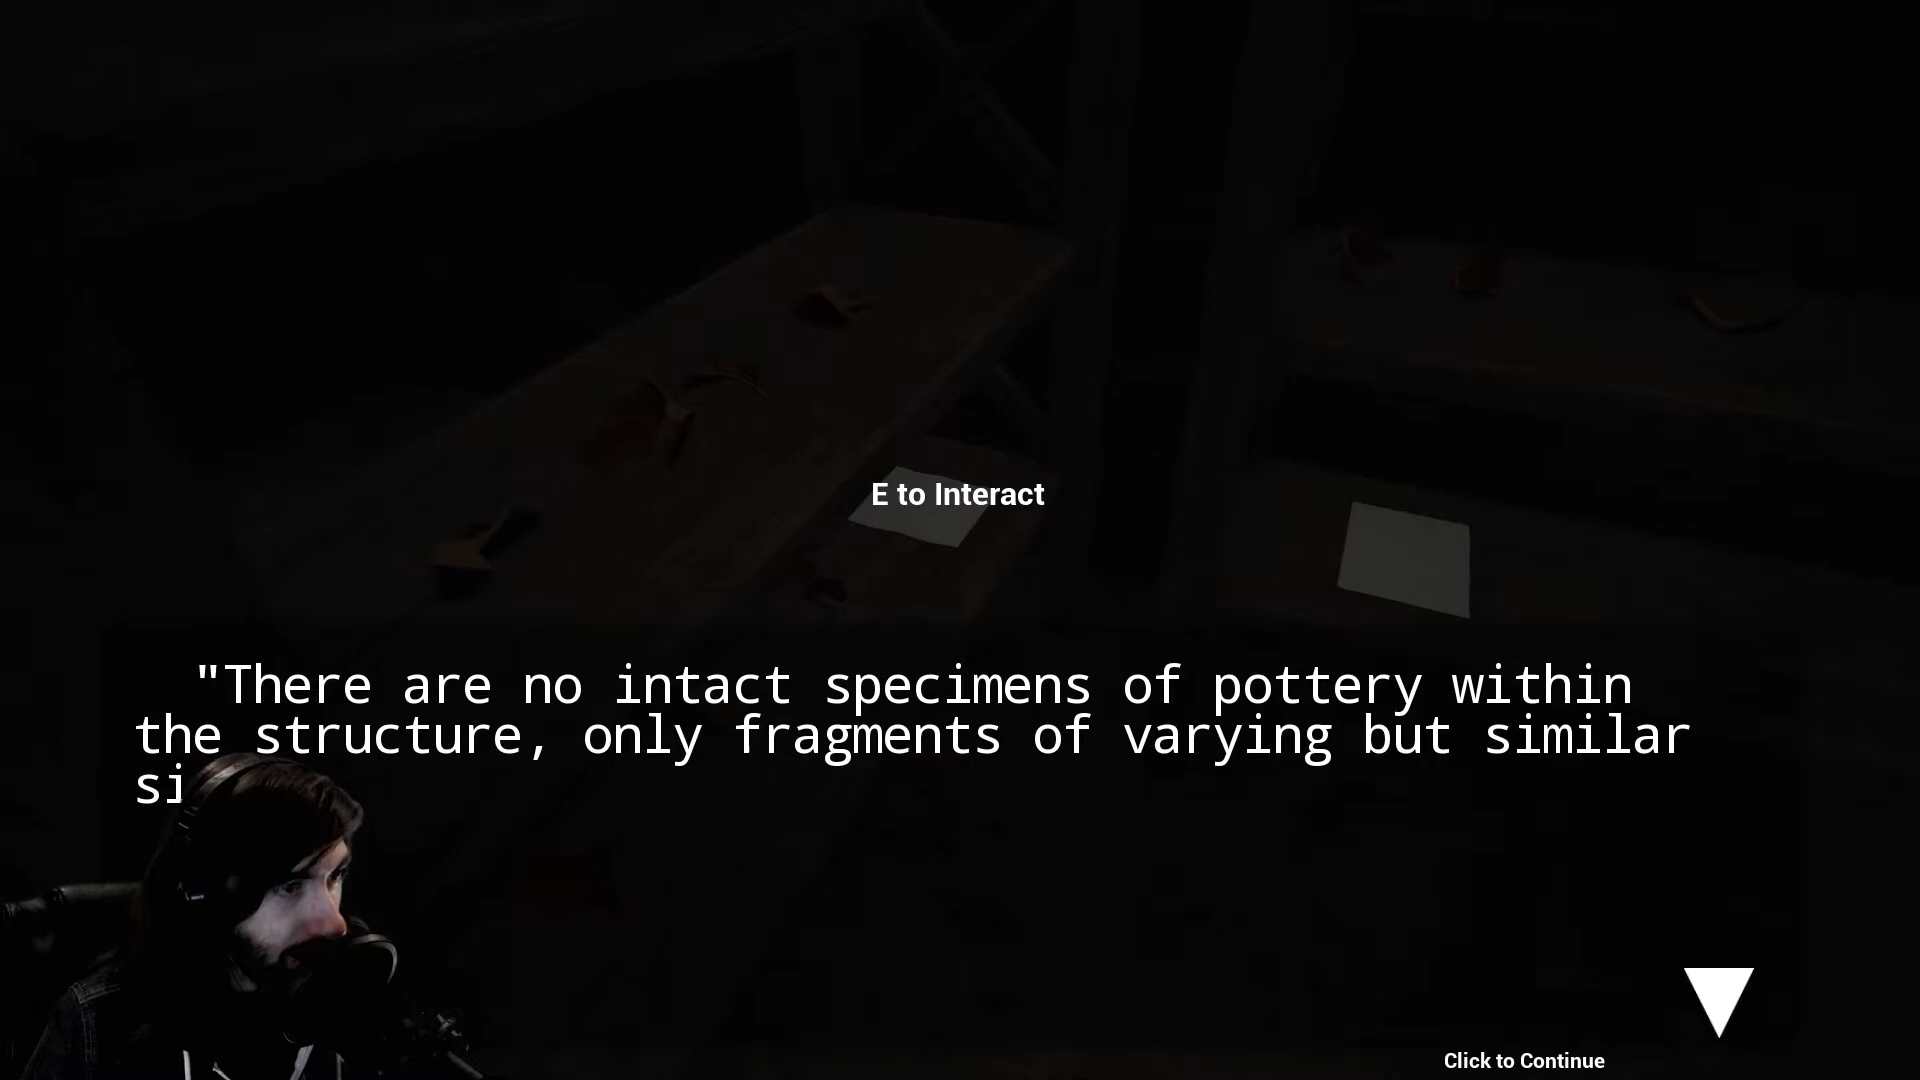 E to Interact
"There are no intact specimens of pottery within
the structure, only fragments of varying but similar
Click to Continue